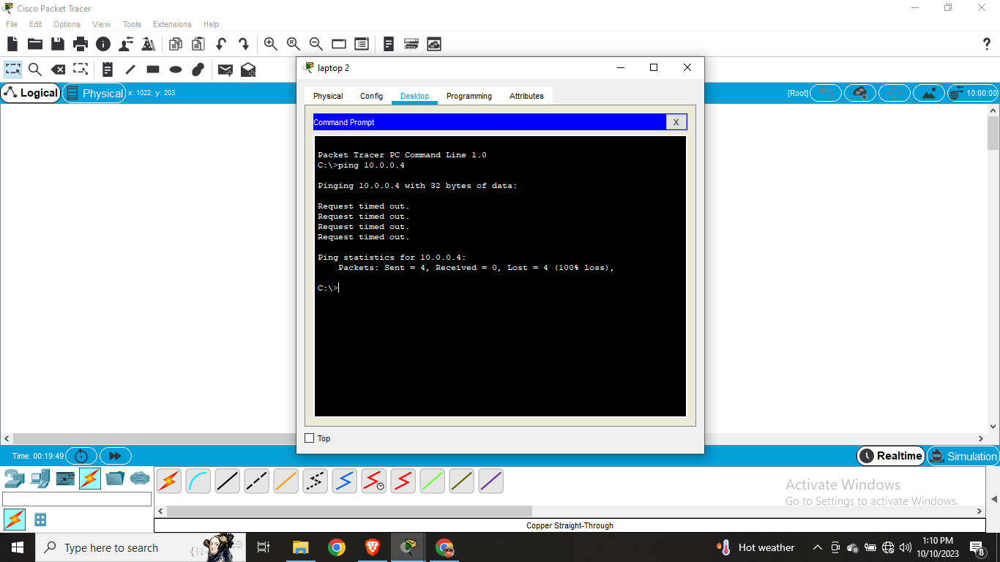 Cisco Packet Tracer
File Edit Options View Tools Extensions Help
laptop 2
Logical Physical x: 1022, y: 203
[Root] 10:00:00
Physical Config Desktop Programming Attributes
Command Prompt X
Packet Tracer PC Command Line 1.0
C:\>ping 10.0.0.4
Pinging 10.0.0.4 with 32 bytes of data:
Request timed out.
Request timed out.
Request timed out.
Request timed out.
Ping statistics for 10.0.0.4:
Packets: Sent = 4, Received = 0, Lost = 4 (100% loss),
C:\>
Top
Time: 00:19:49
Realtime Simulation
Activate Windows
Go to Settings to activate Windows.
Copper Straight-Through
Type here to search
Hot weather
1:10 PM
10/10/2023
8